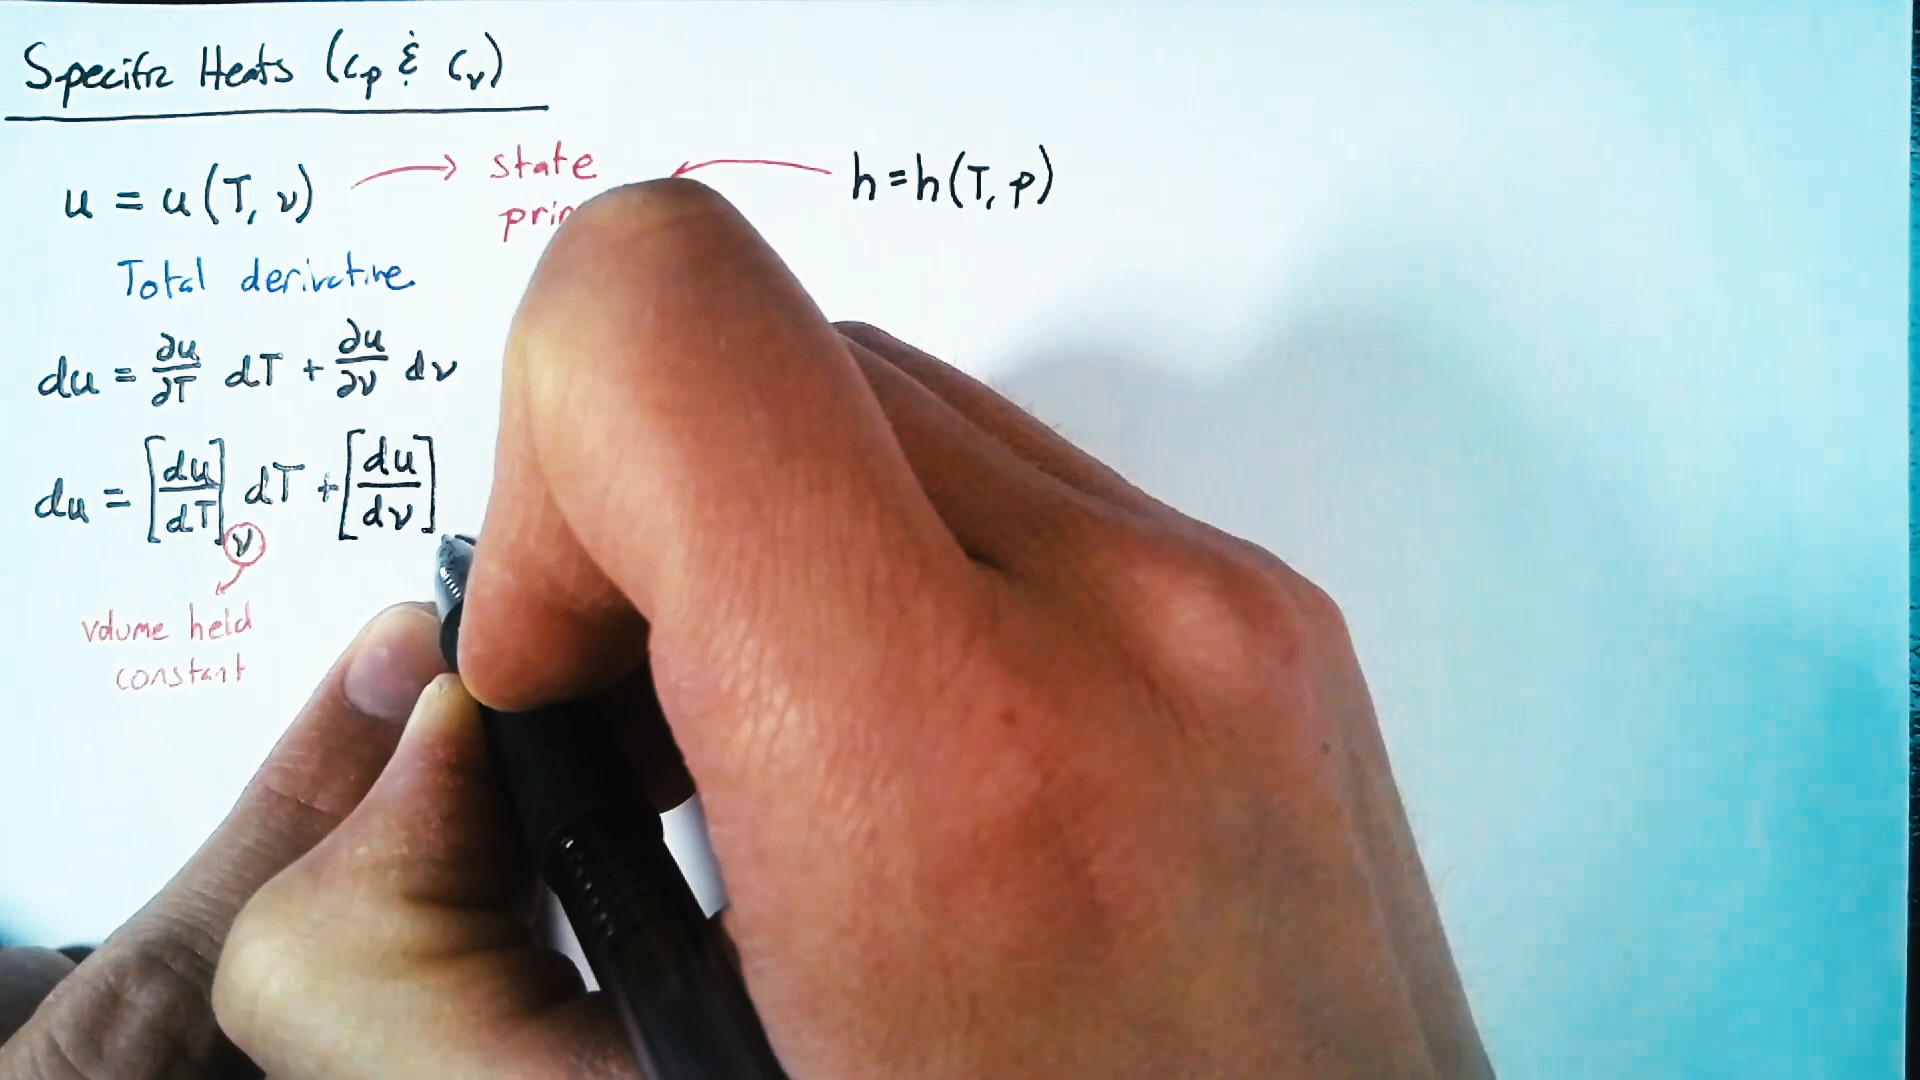 Specific Heats (cp & cv)
u = u(T, v) → state ← h = h(T, p)
Total derivative
du = ∂u/∂T dT + ∂u/∂v dv
du = [du/dT]v dT + [du/dv]
volume held
constant